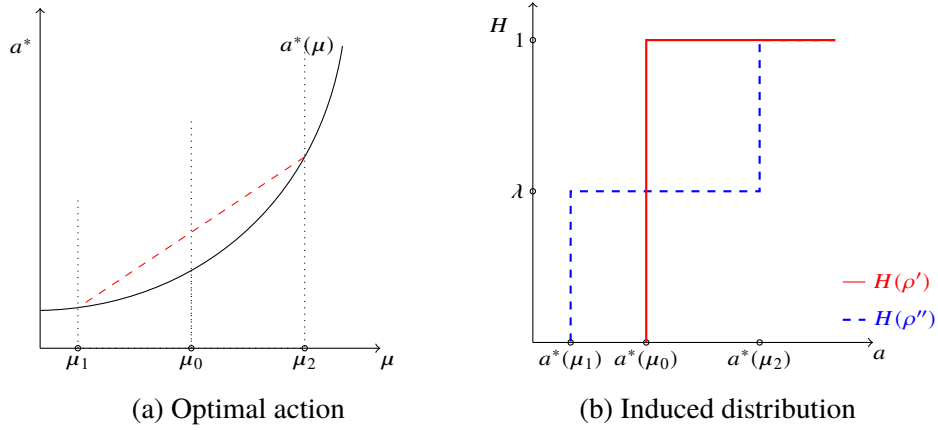 a*
a*(μ)
μ₁
μ₀
μ₂
μ
(a) Optimal action
H
1
λ
H(ρ′)
H(ρ″)
a*(μ₁)
a*(μ₀)
a*(μ₂)
a
(b) Induced distribution